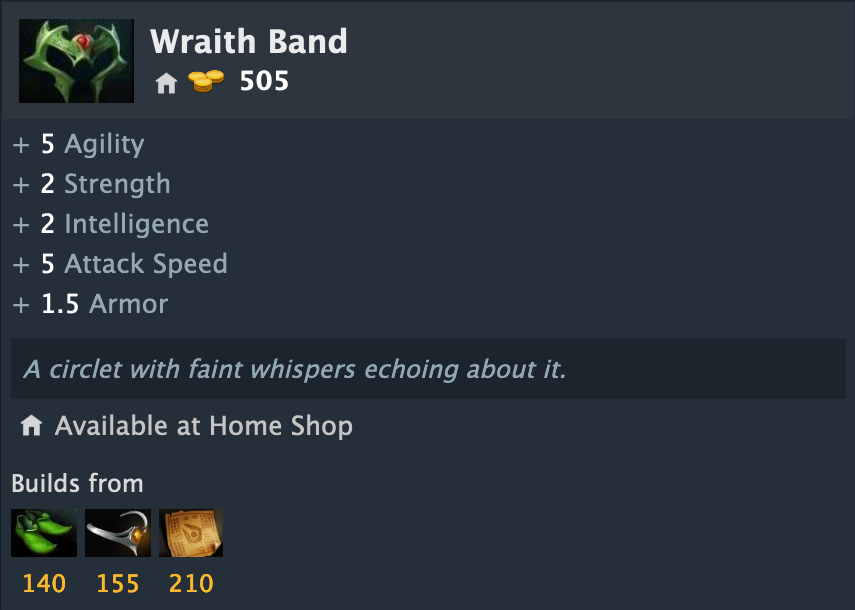 Wraith Band
505
+ 5 Agility
+ 2 Strength
+ 2 Intelligence
+ 5 Attack Speed
+ 1.5 Armor
A circlet with faint whispers echoing about it.
Available at Home Shop
Builds from
140 155 210